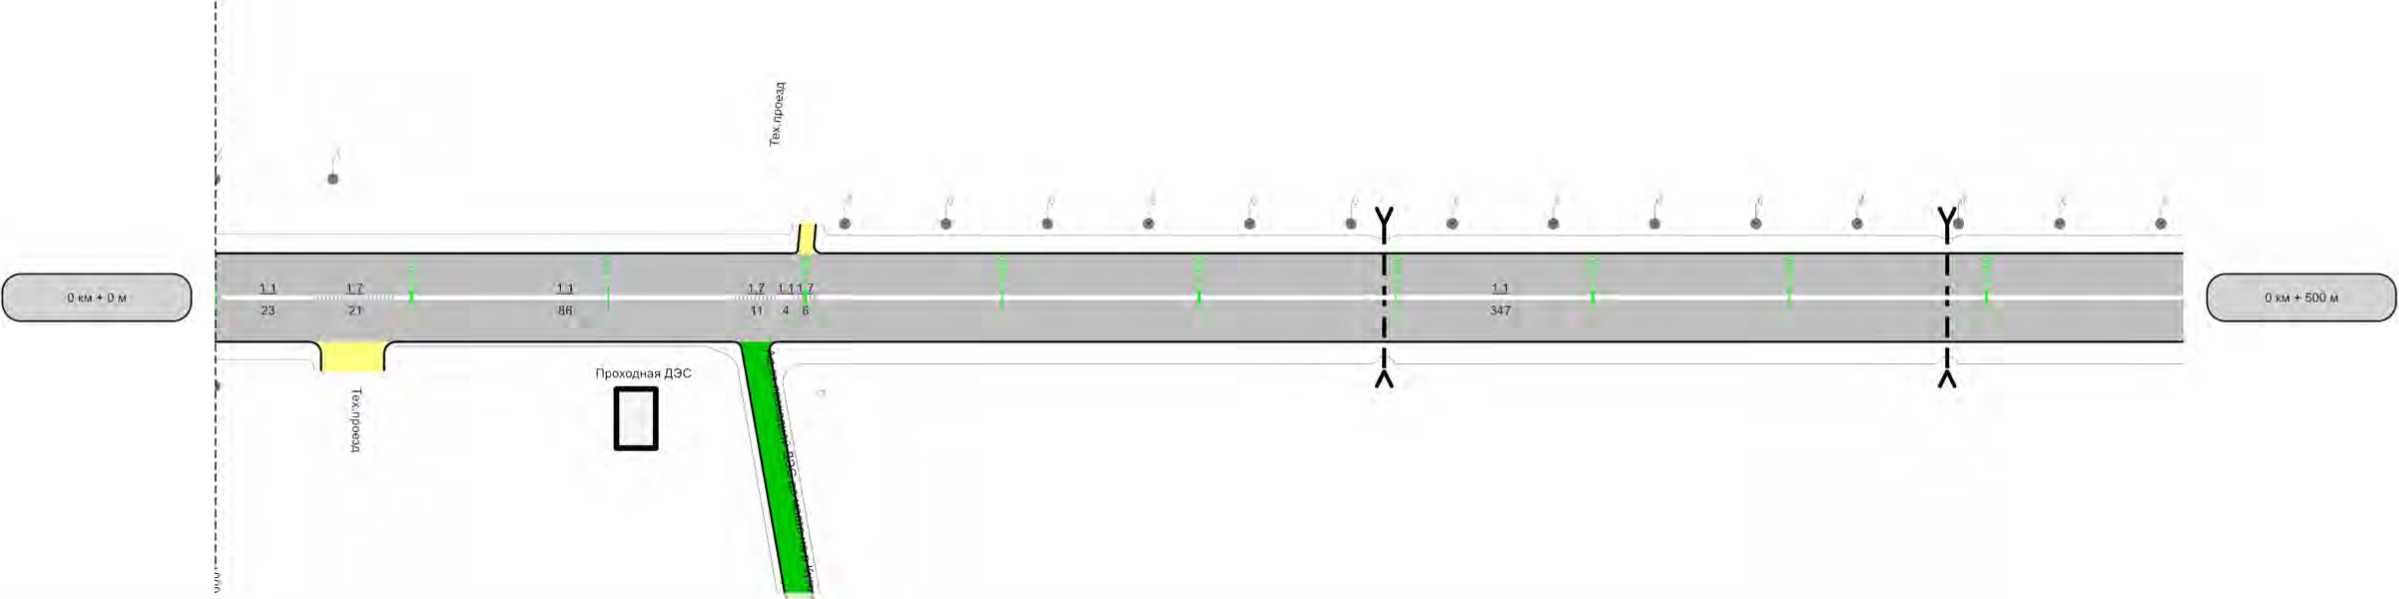 Тех.проезд
1.1 1.7 1.1 1.7 1.1 1.7 1.1
0 км + 0 м
0 км + 500 м
23 21 86 11 4 6 347
Проходная ДЭС
Тех.проезд